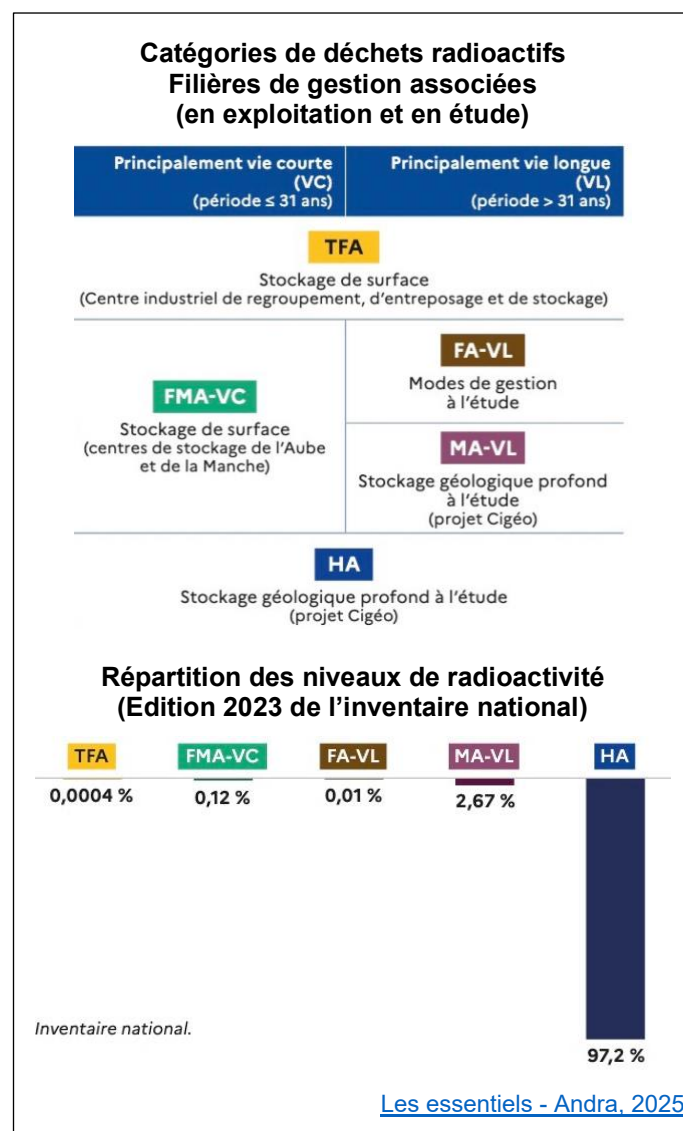 Catégories de déchets radioactifs
Filières de gestion associées
(en exploitation et en étude)
Principalement vie courte
(VC)
(période ≤ 31 ans)
Principalement vie longue
(VL)
(période > 31 ans)
TFA
Stockage de surface
(Centre industriel de regroupement, d’entreposage et de stockage)
FMA-VC
Stockage de surface
(centres de stockage de l’Aube
et de la Manche)
FA-VL
Modes de gestion
à l’étude
MA-VL
Stockage géologique profond
à l’étude
(projet Cigéo)
HA
Stockage géologique profond à l’étude
(projet Cigéo)
Répartition des niveaux de radioactivité
(Edition 2023 de l’inventaire national)
TFA FMA-VC FA-VL MA-VL HA
0,0004 % 0,12 % 0,01 % 2,67 %
Inventaire national.
97,2 %
Les essentiels - Andra, 2025